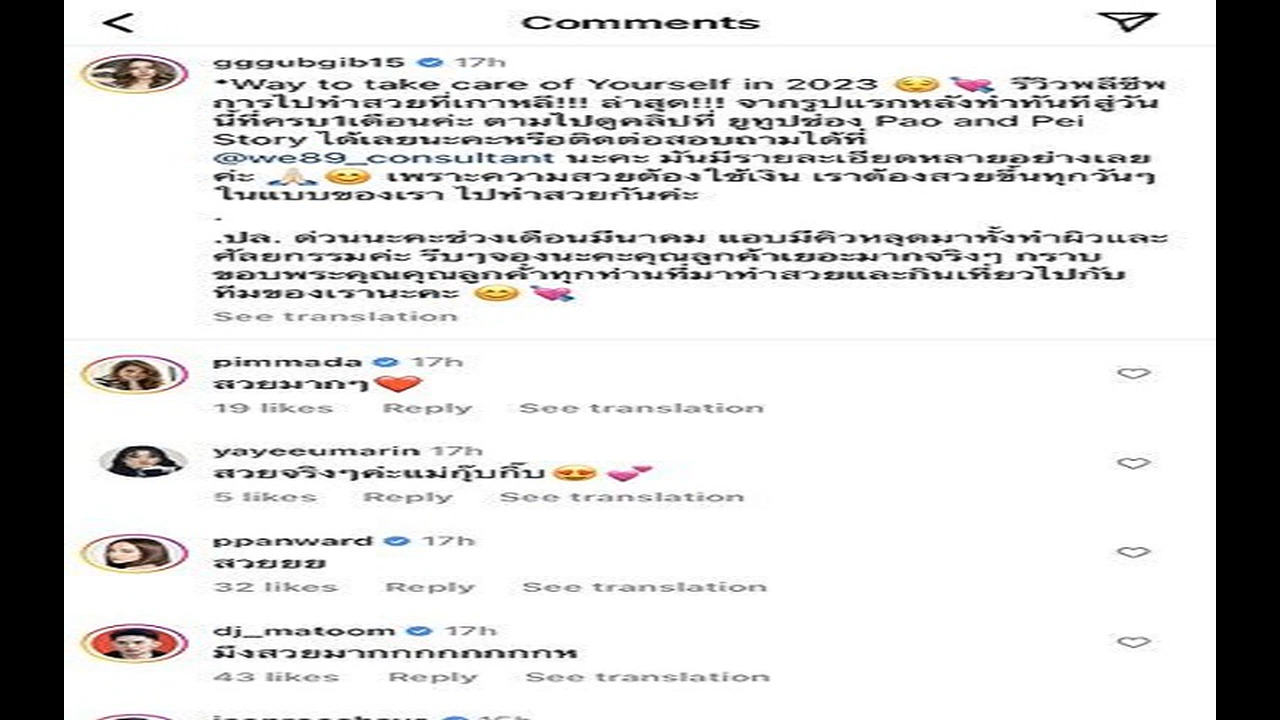 Comments
gggubgib15 17h
*Way to take care of Yourself in 2023 😌 💘 รีวิวพลีชีพ
การไปทำสวยที่เกาหลี!!! ล่าสุด!!! จากรูปแรกหลังทำทันทีสู่วัน
นี้ที่ครบ1เดือนค่ะ ตามไปดูคลิปที่ ยูทูปช่อง Pao and Pei
Story ได้เลยนะคะหรือติดต่อสอบถามได้ที่
@we89_consultant นะคะ มันมีรายละเอียดหลายอย่างเลย
ค่ะ 🙏🏻 😊 เพราะความสวยต้องใช้เงิน เราต้องสวยขึ้นทุกวันๆ
ในแบบของเรา ไปทำสวยกันค่ะ
.
.ปล. ด่วนนะคะช่วงเดือนมีนาคม แอบมีคิวหลุดมาทั้งทำผิวและ
ศัลยกรรมค่ะ รีบๆจองนะคะคุณลูกค้าเยอะมากจริงๆ กราบ
ขอบพระคุณคุณลูกค้าทุกท่านที่มาทำสวยและกินเที่ยวไปกับ
ทีมของเรานะคะ 😊 💘
See translation
pimmada 17h
สวยมากๆ❤️
19 likes Reply See translation
yayeeumarin 17h
สวยจริงๆค่ะแม่กุ๊บกิ๊บ😍 💕
5 likes Reply See translation
ppanward 17h
สวยยย
32 likes Reply See translation
dj_matoom 17h
มึงสวยมากกกกกกกกกห
43 likes Reply See translation